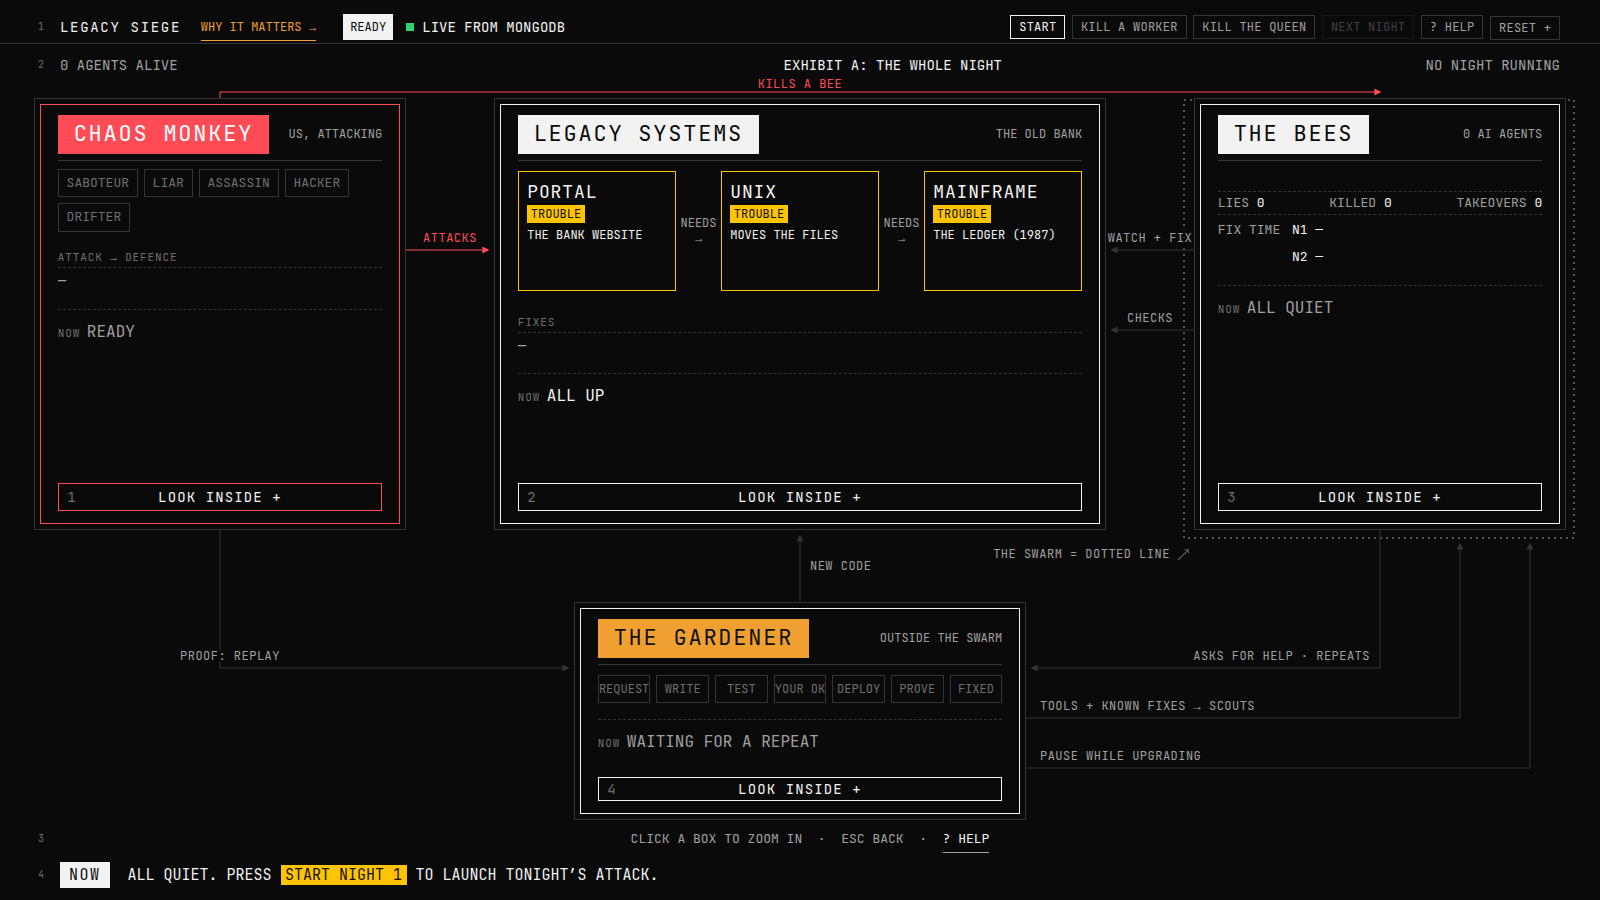 1 LEGACY SIEGE WHY IT MATTERS → READY LIVE FROM MONGODB START KILL A WORKER KILL THE QUEEN NEXT NIGHT ? HELP RESET +
2 0 AGENTS ALIVE EXHIBIT A: THE WHOLE NIGHT NO NIGHT RUNNING
KILLS A BEE
CHAOS MONKEY US, ATTACKING
SABOTEUR LIAR ASSASSIN HACKER
DRIFTER
ATTACK → DEFENCE
—
NOW READY
1 LOOK INSIDE +
ATTACKS
LEGACY SYSTEMS THE OLD BANK
PORTAL
TROUBLE
THE BANK WEBSITE
NEEDS
→
UNIX
TROUBLE
MOVES THE FILES
NEEDS
→
MAINFRAME
TROUBLE
THE LEDGER (1987)
FIXES
—
NOW ALL UP
2 LOOK INSIDE +
WATCH + FIX
CHECKS
THE BEES 0 AI AGENTS
LIES 0 KILLED 0 TAKEOVERS 0
FIX TIME N1 —
N2 —
NOW ALL QUIET
3 LOOK INSIDE +
THE SWARM = DOTTED LINE ↗
NEW CODE
PROOF: REPLAY
THE GARDENER OUTSIDE THE SWARM
REQUEST WRITE TEST YOUR OK DEPLOY PROVE FIXED
NOW WAITING FOR A REPEAT
4 LOOK INSIDE +
ASKS FOR HELP · REPEATS
TOOLS + KNOWN FIXES → SCOUTS
PAUSE WHILE UPGRADING
3 CLICK A BOX TO ZOOM IN · ESC BACK · ? HELP
4 NOW ALL QUIET. PRESS START NIGHT 1 TO LAUNCH TONIGHT’S ATTACK.